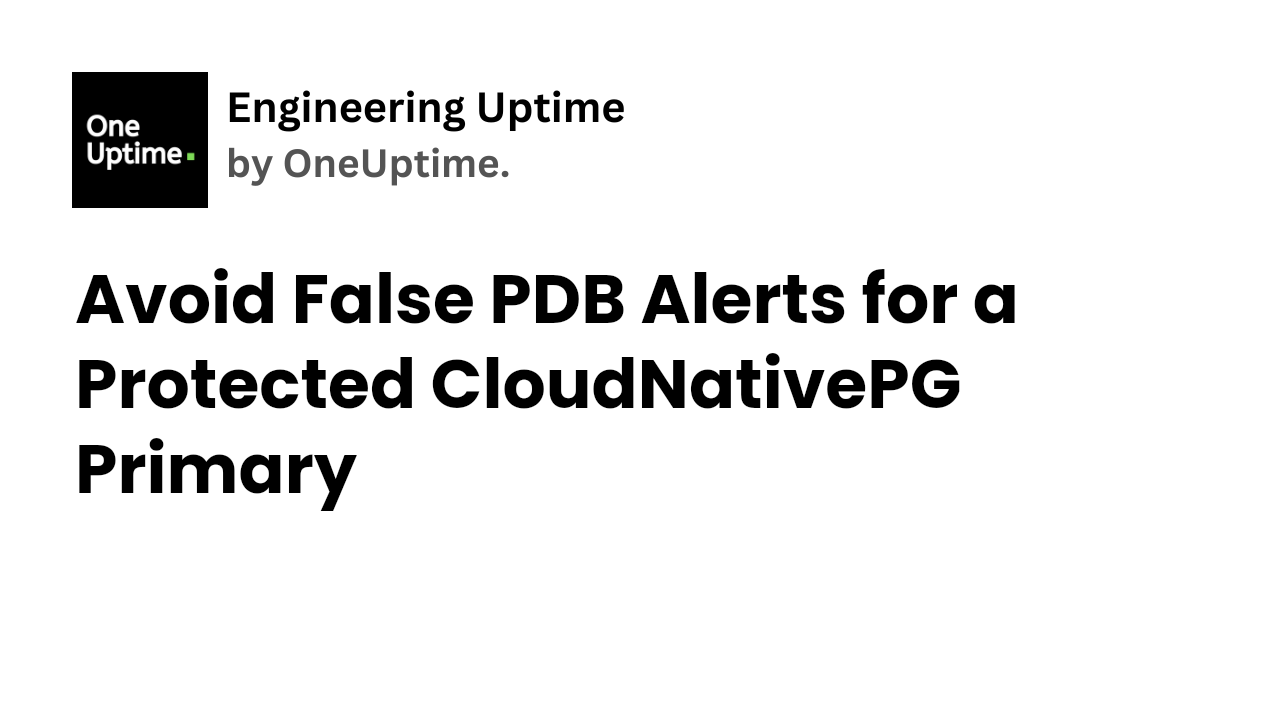 One
Uptime
Engineering Uptime
by OneUptime.
Avoid False PDB Alerts for a
Protected CloudNativePG
Primary